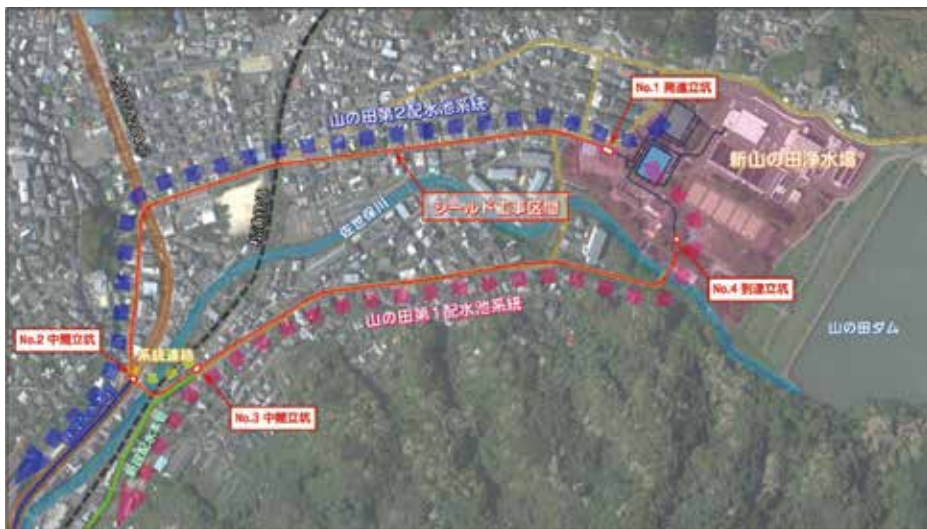 No.1 発進立坑
山の田第2配水池系統
新山の田浄水場
シールド工事区間
佐世保川
No.4 到達立坑
山の田第1配水池系統
山の田ダム
No.2 中間立坑
系統連絡
No.3 中間立坑